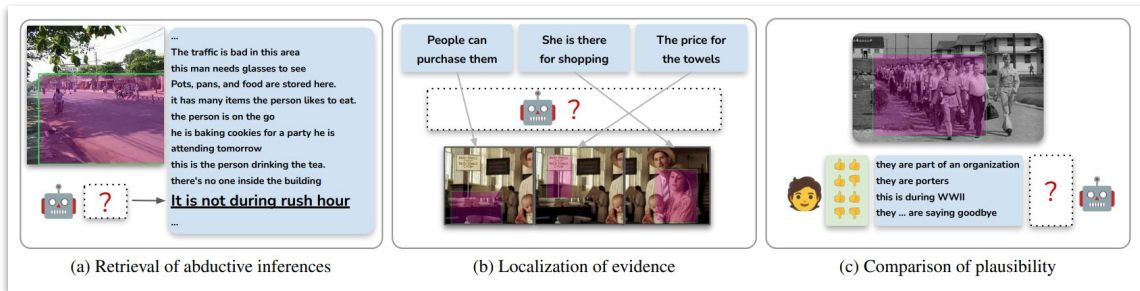 ...
The traffic is bad in this area
this man needs glasses to see
Pots, pans, and food are stored here.
it has many items the person likes to eat.
the person is on the go
he is baking cookies for a party he is
attending tomorrow
this is the person drinking the tea.
there's no one inside the building
It is not during rush hour
...
?
(a) Retrieval of abductive inferences
People can
purchase them
She is there
for shopping
The price for
the towels
?
(b) Localization of evidence
they are part of an organization
they are porters
this is during WWII
they ... are saying goodbye
?
(c) Comparison of plausibility